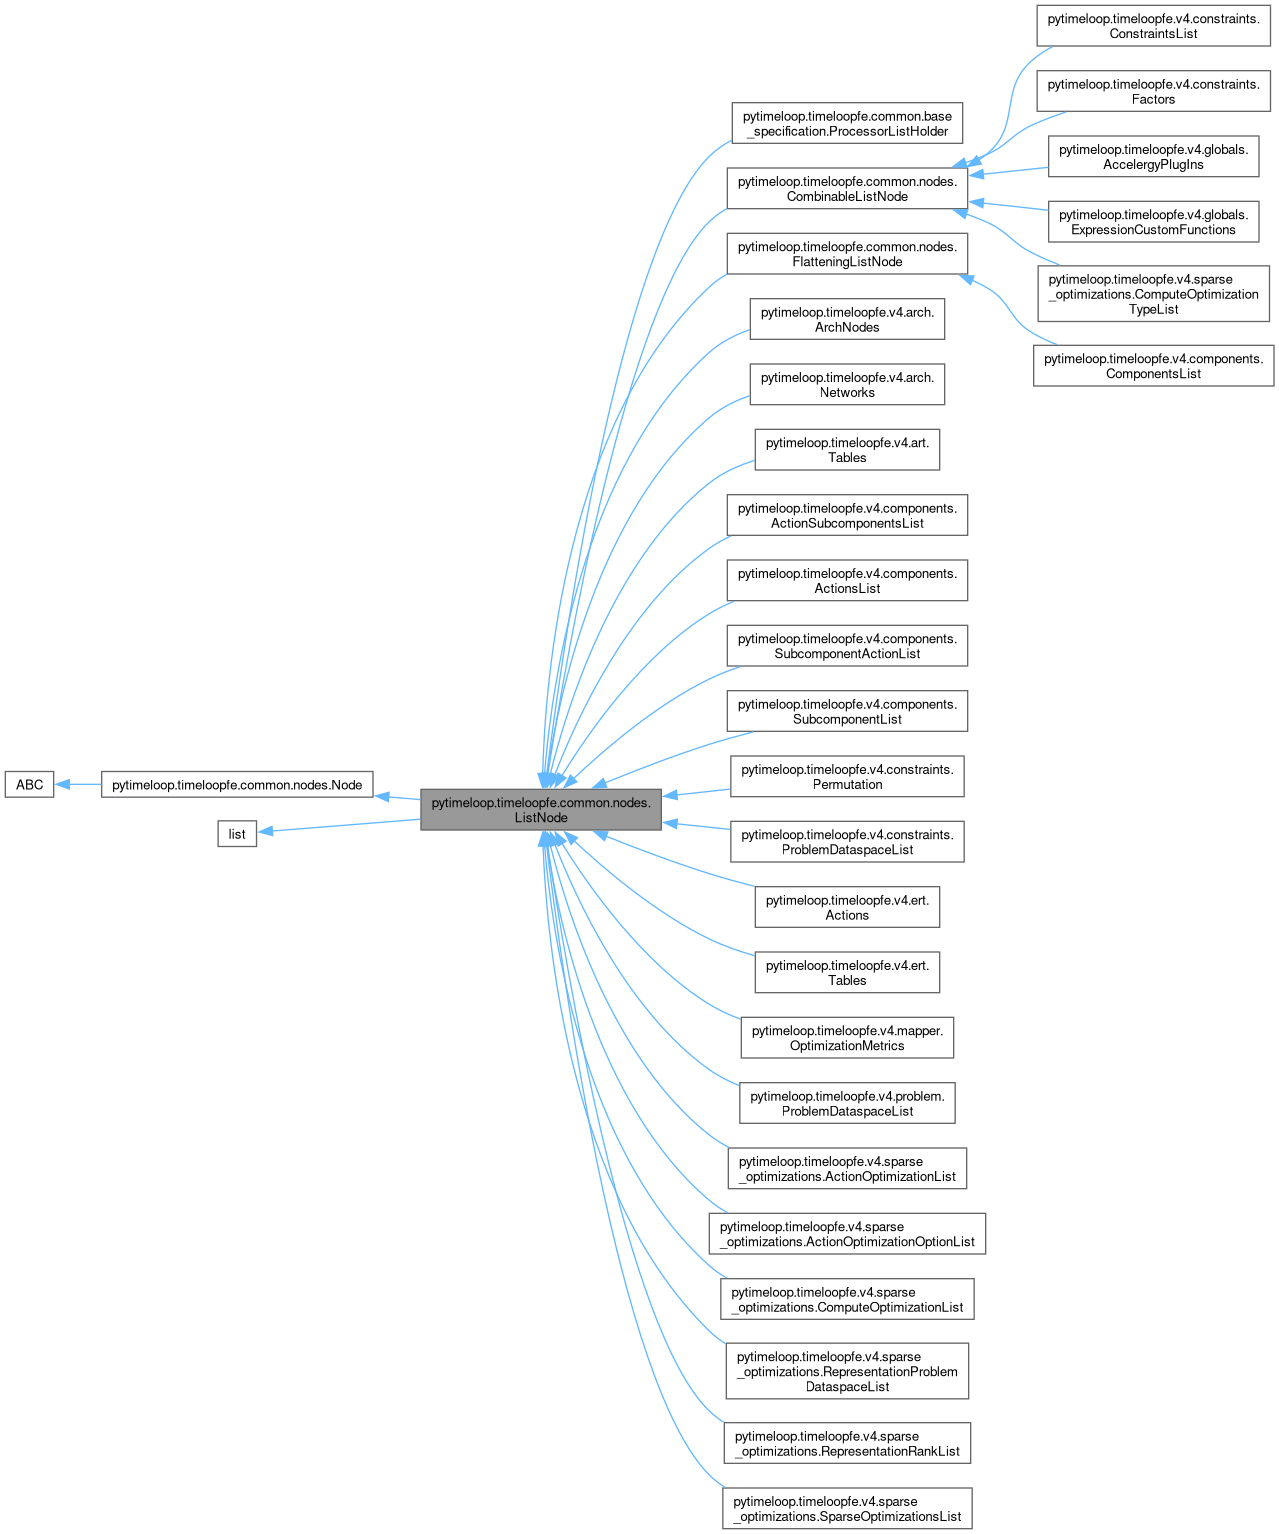 ABC
pytimeloop.timeloopfe.common.nodes.Node
list
pytimeloop.timeloopfe.common.nodes.
ListNode
pytimeloop.timeloopfe.common.base
_specification.ProcessorListHolder
pytimeloop.timeloopfe.common.nodes.
CombinableListNode
pytimeloop.timeloopfe.common.nodes.
FlatteningListNode
pytimeloop.timeloopfe.v4.arch.
ArchNodes
pytimeloop.timeloopfe.v4.arch.
Networks
pytimeloop.timeloopfe.v4.art.
Tables
pytimeloop.timeloopfe.v4.components.
ActionSubcomponentsList
pytimeloop.timeloopfe.v4.components.
ActionsList
pytimeloop.timeloopfe.v4.components.
SubcomponentActionList
pytimeloop.timeloopfe.v4.components.
SubcomponentList
pytimeloop.timeloopfe.v4.constraints.
Permutation
pytimeloop.timeloopfe.v4.constraints.
ProblemDataspaceList
pytimeloop.timeloopfe.v4.ert.
Actions
pytimeloop.timeloopfe.v4.ert.
Tables
pytimeloop.timeloopfe.v4.mapper.
OptimizationMetrics
pytimeloop.timeloopfe.v4.problem.
ProblemDataspaceList
pytimeloop.timeloopfe.v4.sparse
_optimizations.ActionOptimizationList
pytimeloop.timeloopfe.v4.sparse
_optimizations.ActionOptimizationOptionList
pytimeloop.timeloopfe.v4.sparse
_optimizations.ComputeOptimizationList
pytimeloop.timeloopfe.v4.sparse
_optimizations.RepresentationProblem
DataspaceList
pytimeloop.timeloopfe.v4.sparse
_optimizations.RepresentationRankList
pytimeloop.timeloopfe.v4.sparse
_optimizations.SparseOptimizationsList
pytimeloop.timeloopfe.v4.constraints.
ConstraintsList
pytimeloop.timeloopfe.v4.constraints.
Factors
pytimeloop.timeloopfe.v4.globals.
AccelergyPlugIns
pytimeloop.timeloopfe.v4.globals.
ExpressionCustomFunctions
pytimeloop.timeloopfe.v4.sparse
_optimizations.ComputeOptimization
TypeList
pytimeloop.timeloopfe.v4.components.
ComponentsList